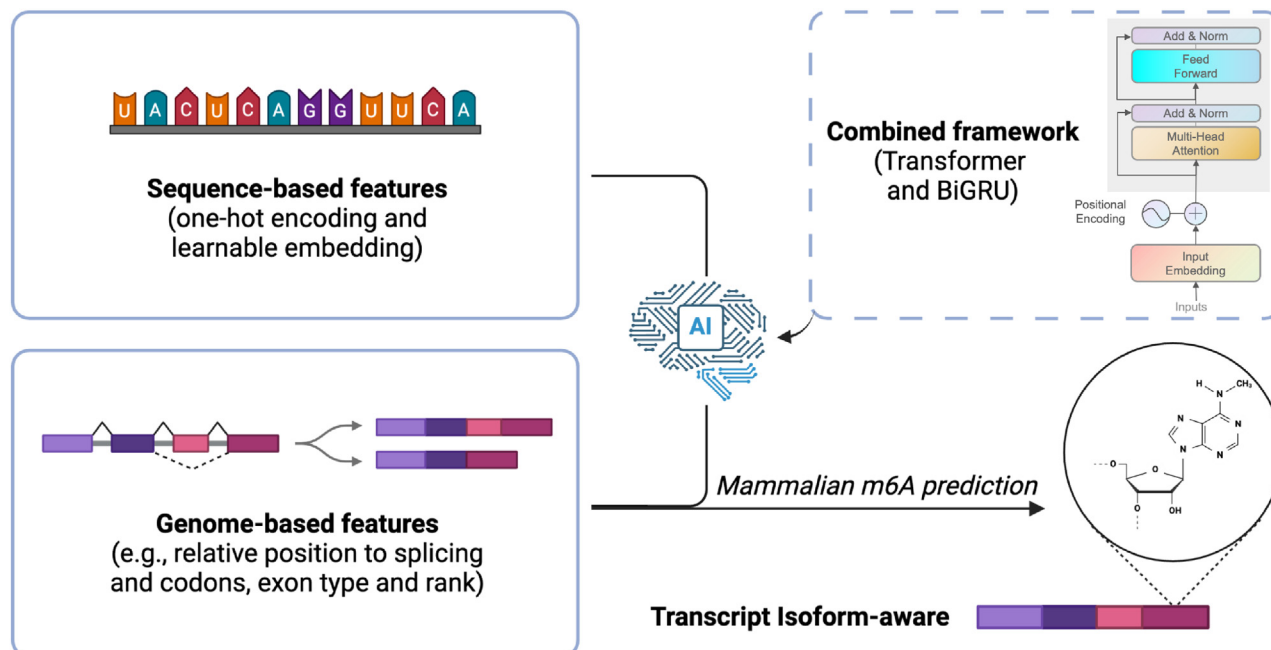 U A C U C A G G U U C A
Sequence-based features
(one-hot encoding and
learnable embedding)
Combined framework
(Transformer
and BiGRU)
Add & Norm
Feed
Forward
Add & Norm
Multi-Head
Attention
Positional
Encoding
Input
Embedding
Inputs
AI
Genome-based features
(e.g., relative position to splicing
and codons, exon type and rank)
Mammalian m6A prediction
H CH₃
N
N N
N N
O O
O OH
Transcript Isoform-aware